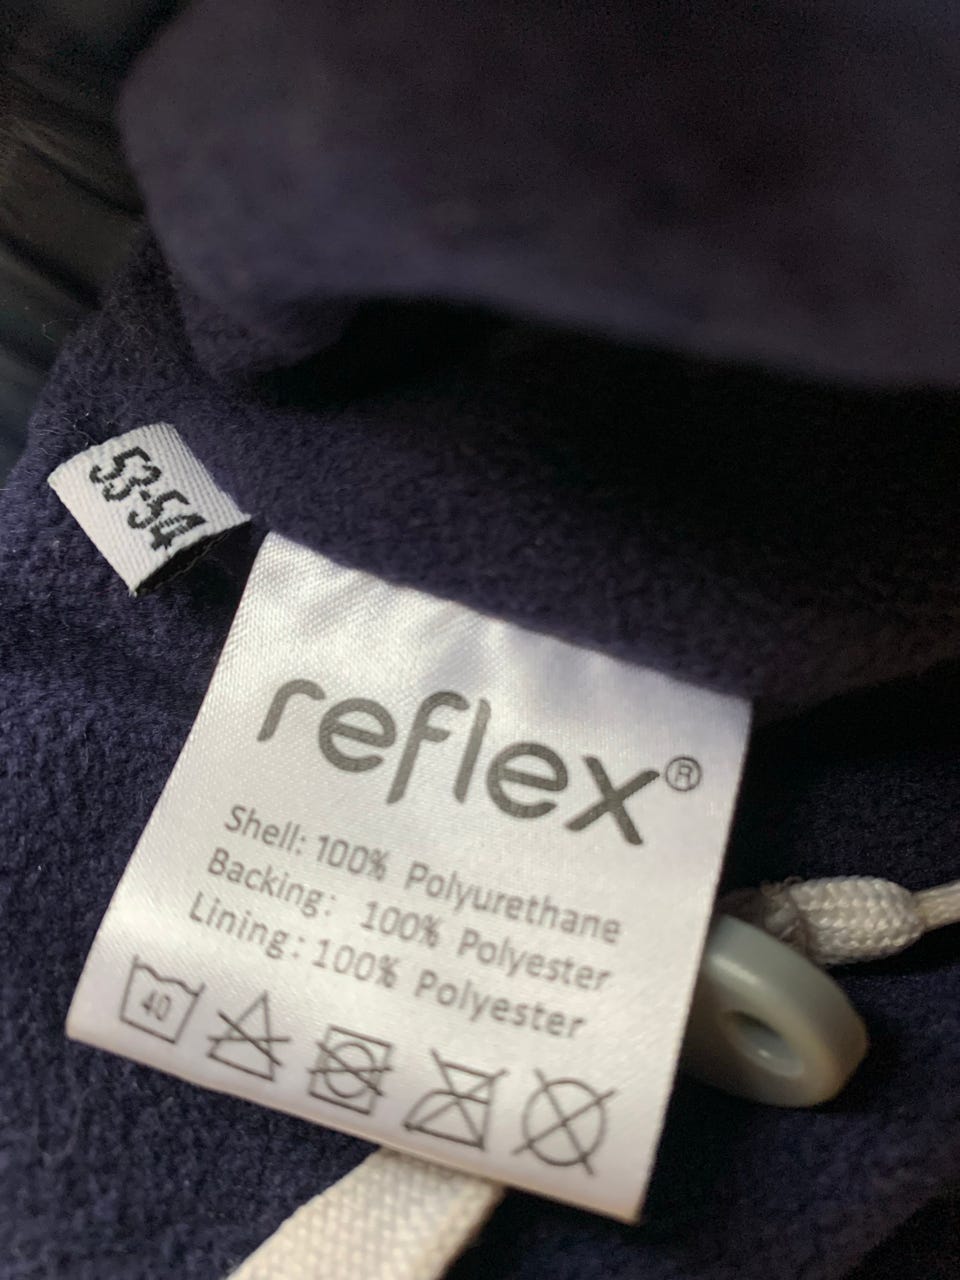 53-54
reflex®
Shell: 100% Polyurethane
Backing: 100% Polyester
Lining: 100% Polyester
40